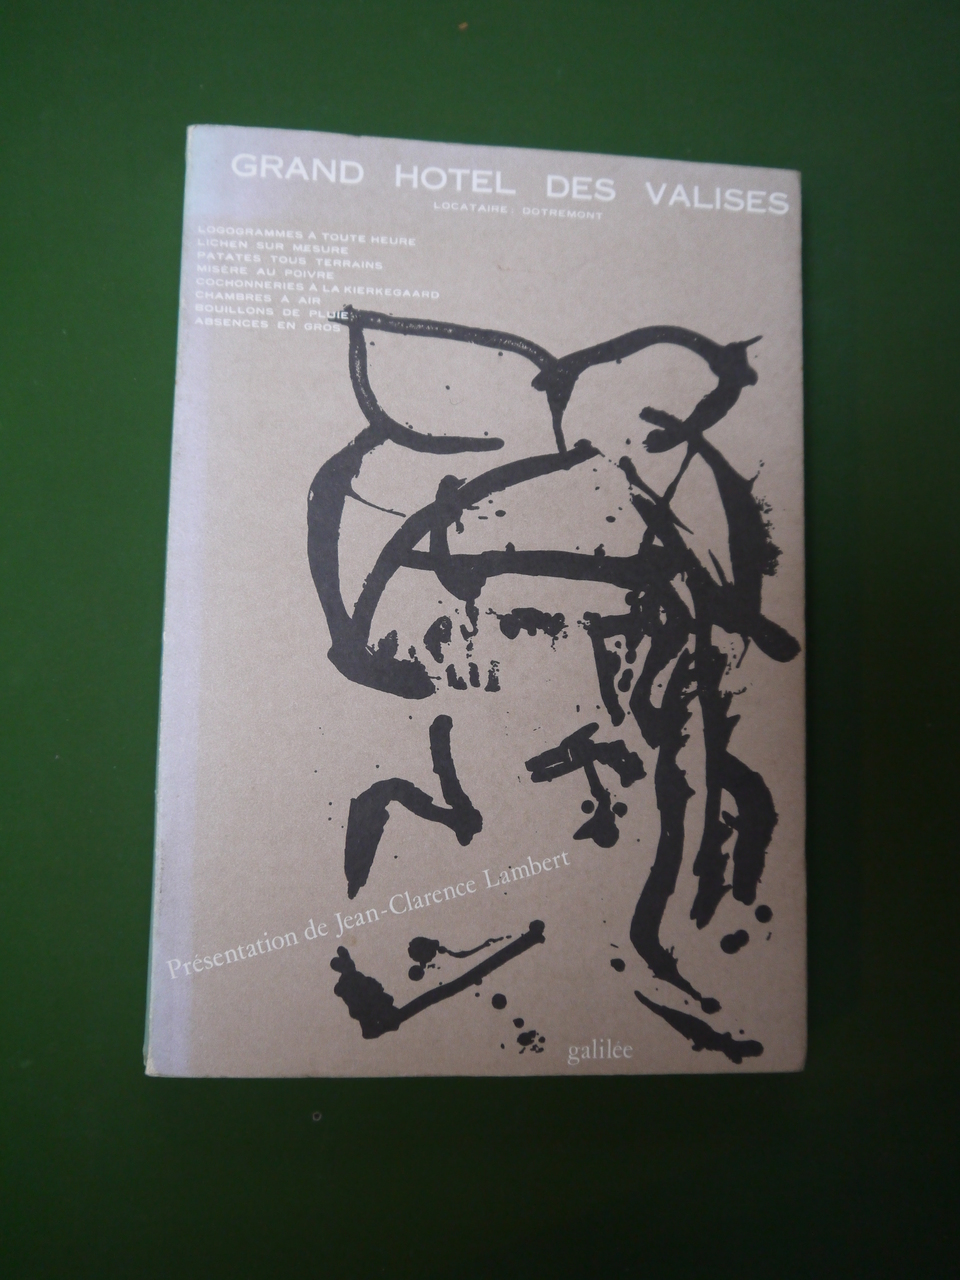 GRAND HOTEL DES VALISES
LOCATAIRE: DOTREMONT
LOGOGRAMMES A TOUTE HEURE
LICHEN SUR MESURE
PATATES TOUS TERRAINS
MISERE AU POIVRE
COCHONNERIES A LA KIERKEGAARD
CHAMBRES A AIR
BOUILLONS DE PLUIE
ABSENCES EN GROS
Présentation de Jean-Clarence Lambert
galilée